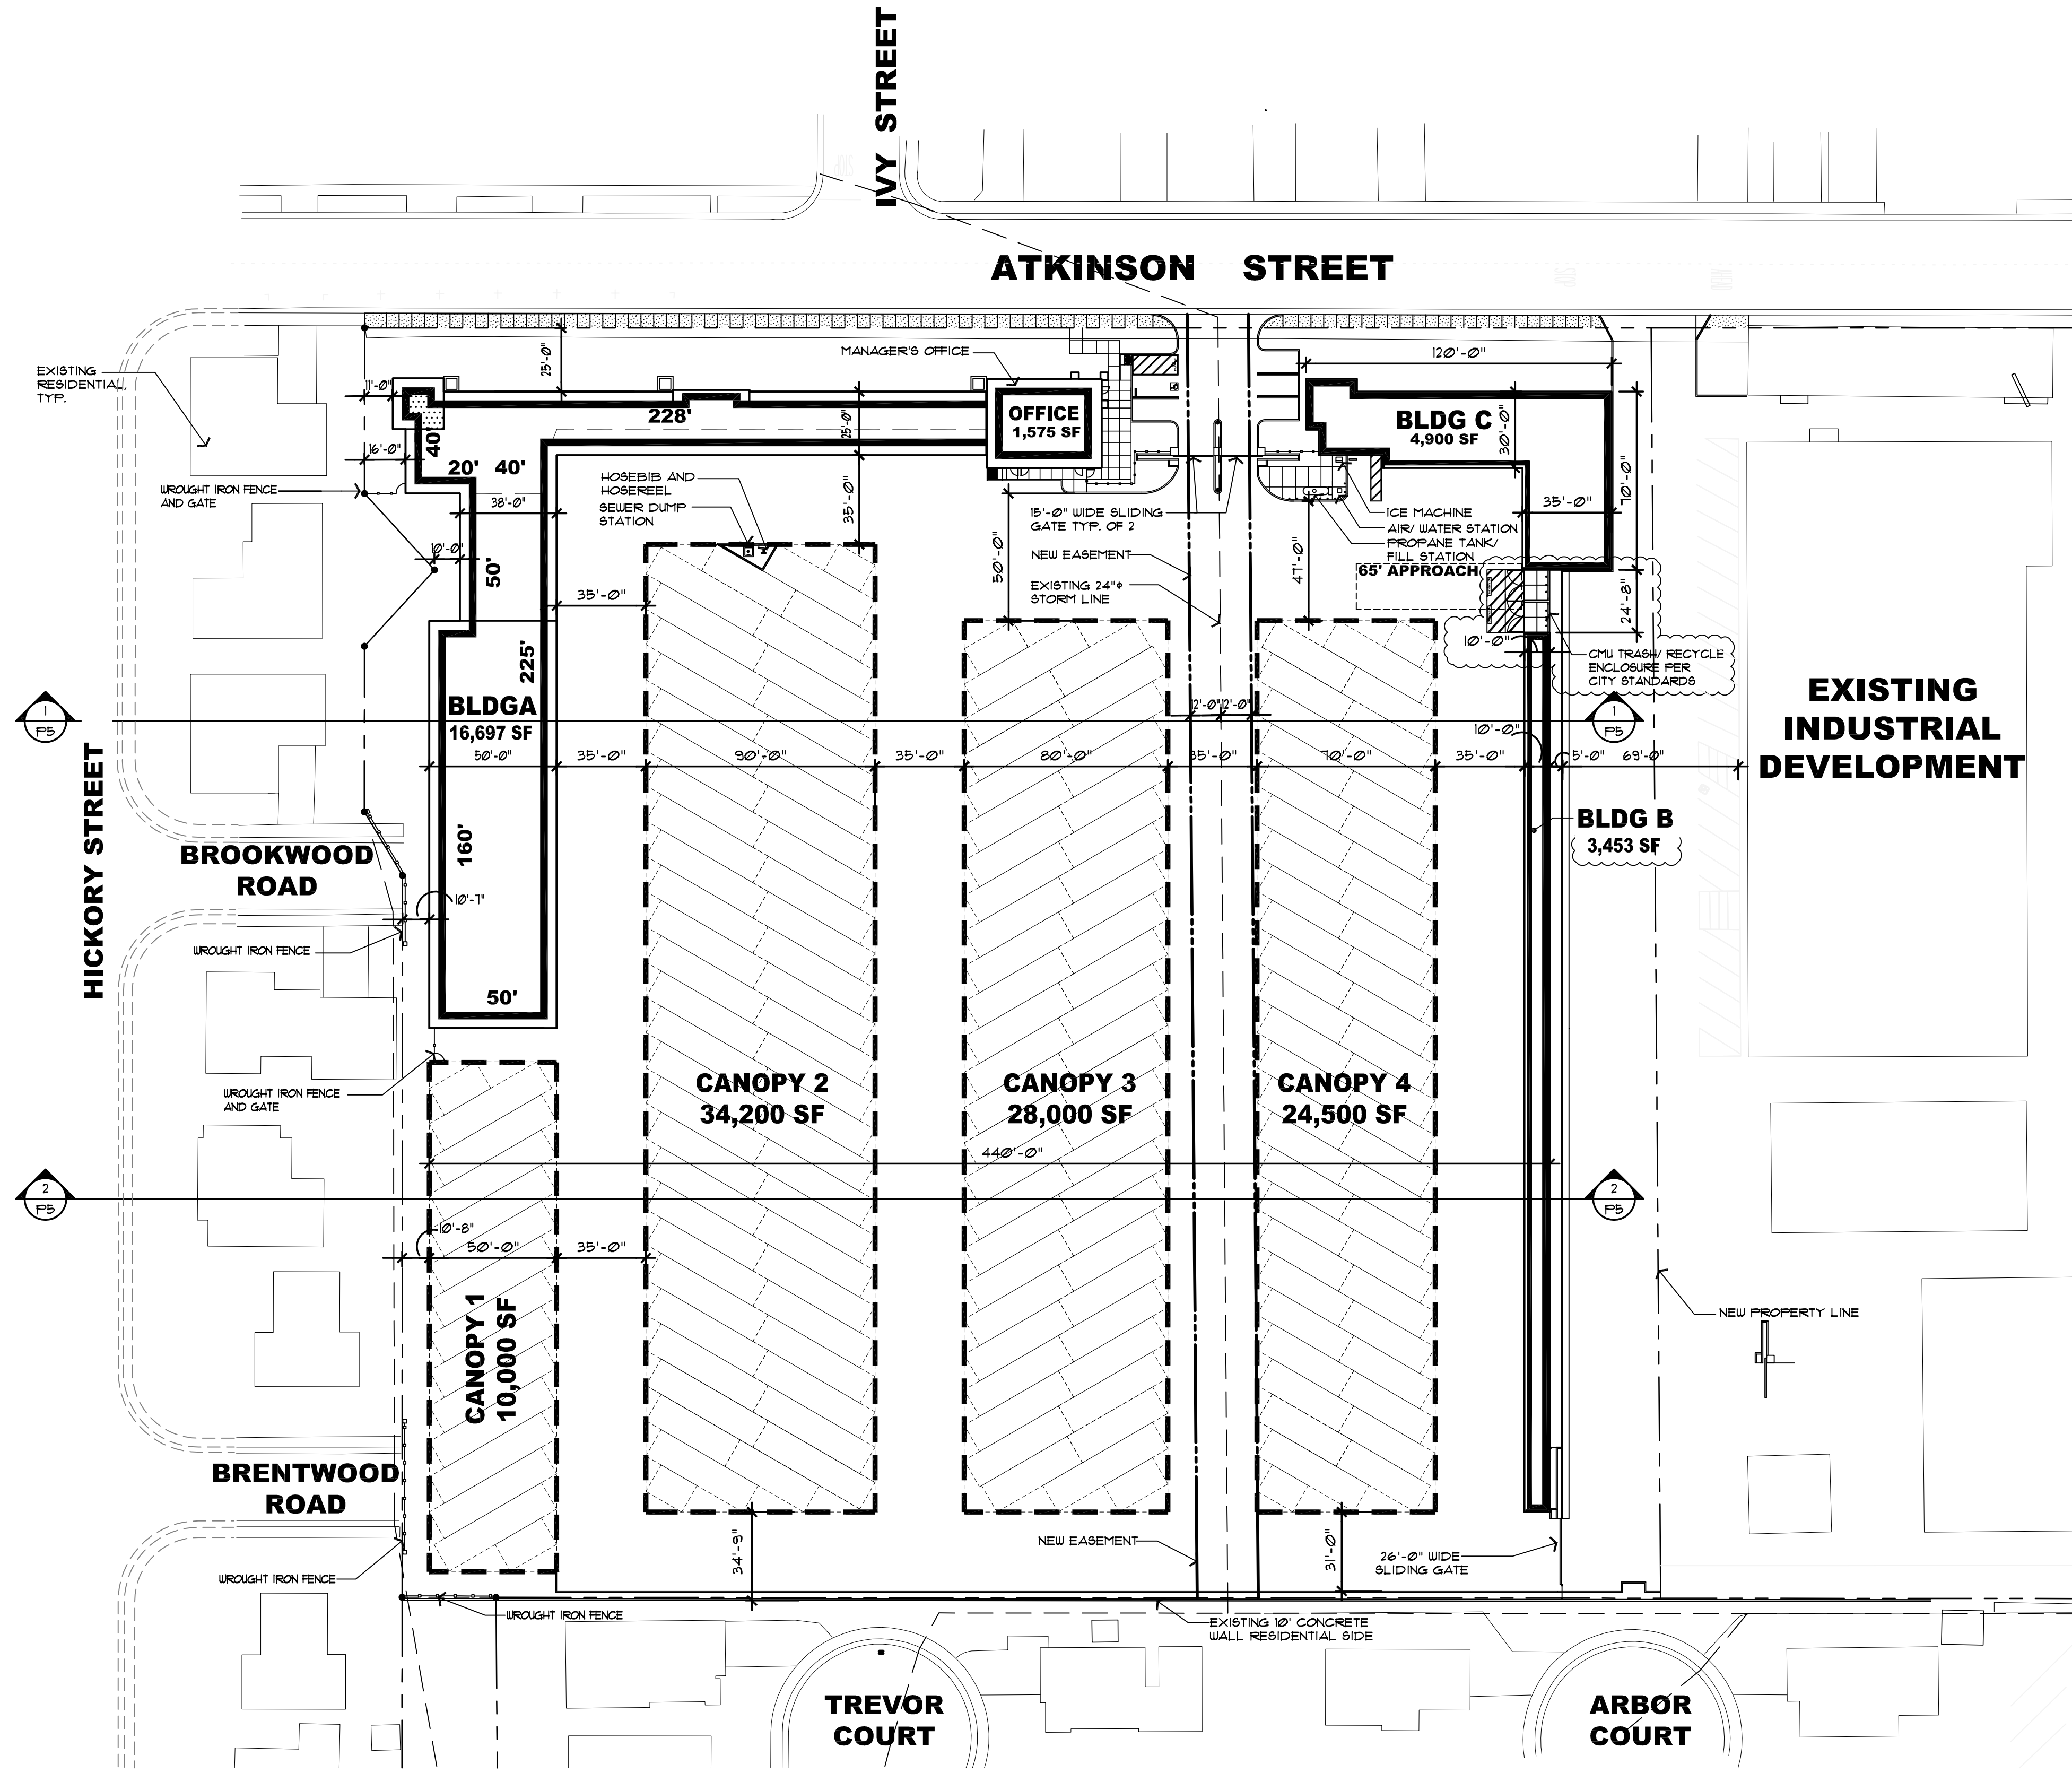 IVY STREET
ATKINSON STREET
MANAGER'S OFFICE
120'-0"
25'-0"
EXISTING
RESIDENTIAL,
TYP.
11'-0"
228'
OFFICE
1,575 SF
BLDG C
4,900 SF
30'-0"
25'-0"
40'
16'-0"
20' 40'
WROUGHT IRON FENCE
AND GATE
38'-0"
HOSEBIB AND
HOSEREEL
SEWER DUMP
STATION
35'-0"
70'-0"
35'-0"
15'-0" WIDE SLIDING
GATE TYP. OF 2
ICE MACHINE
AIR/ WATER STATION
PROPANE TANK/
FILL STATION
65' APPROACH
NEW EASEMENT
EXISTING 24"ϕ
STORM LINE
50'-0"
47'-0"
10'-0"
50'
35'-0"
24'-8"
10'-0"
CMU TRASH/ RECYCLE
ENCLOSURE PER
CITY STANDARDS
225'
BLDGA
16,697 SF
1
P5
12'-0" 12'-0"
1
P5
EXISTING
INDUSTRIAL
DEVELOPMENT
10'-0"
50'-0" 35'-0" 90'-0" 35'-0" 80'-0" 35'-0" 70'-0" 35'-0" 5'-0" 69'-0"
HICKORY STREET
BLDG B
3,453 SF
160'
BROOKWOOD
ROAD
10'-7"
WROUGHT IRON FENCE
50'
CANOPY 2
34,200 SF
CANOPY 3
28,000 SF
CANOPY 4
24,500 SF
WROUGHT IRON FENCE
AND GATE
440'-0"
2
P5
2
P5
10'-8"
50'-0" 35'-0"
CANOPY 1
10,000 SF
NEW PROPERTY LINE
BRENTWOOD
ROAD
34'-9"
NEW EASEMENT
31'-0"
26'-0" WIDE
SLIDING GATE
WROUGHT IRON FENCE
WROUGHT IRON FENCE
EXISTING 10' CONCRETE
WALL RESIDENTIAL SIDE
TREVOR
COURT
ARBOR
COURT